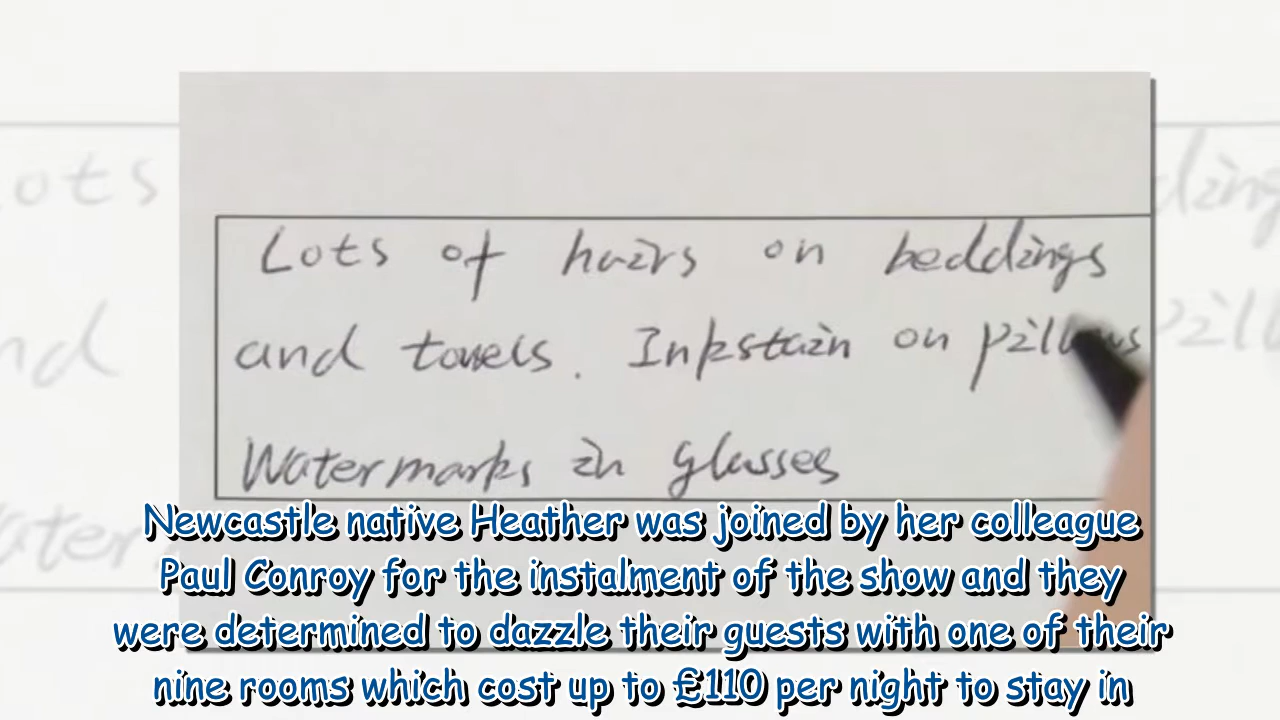 Lots of hairs on beddings
and towels. Inkstain on pillows
Watermarks in glasses
Newcastle native Heather was joined by her colleague
Paul Conroy for the instalment of the show and they
were determined to dazzle their guests with one of their
nine rooms which cost up to £110 per night to stay in